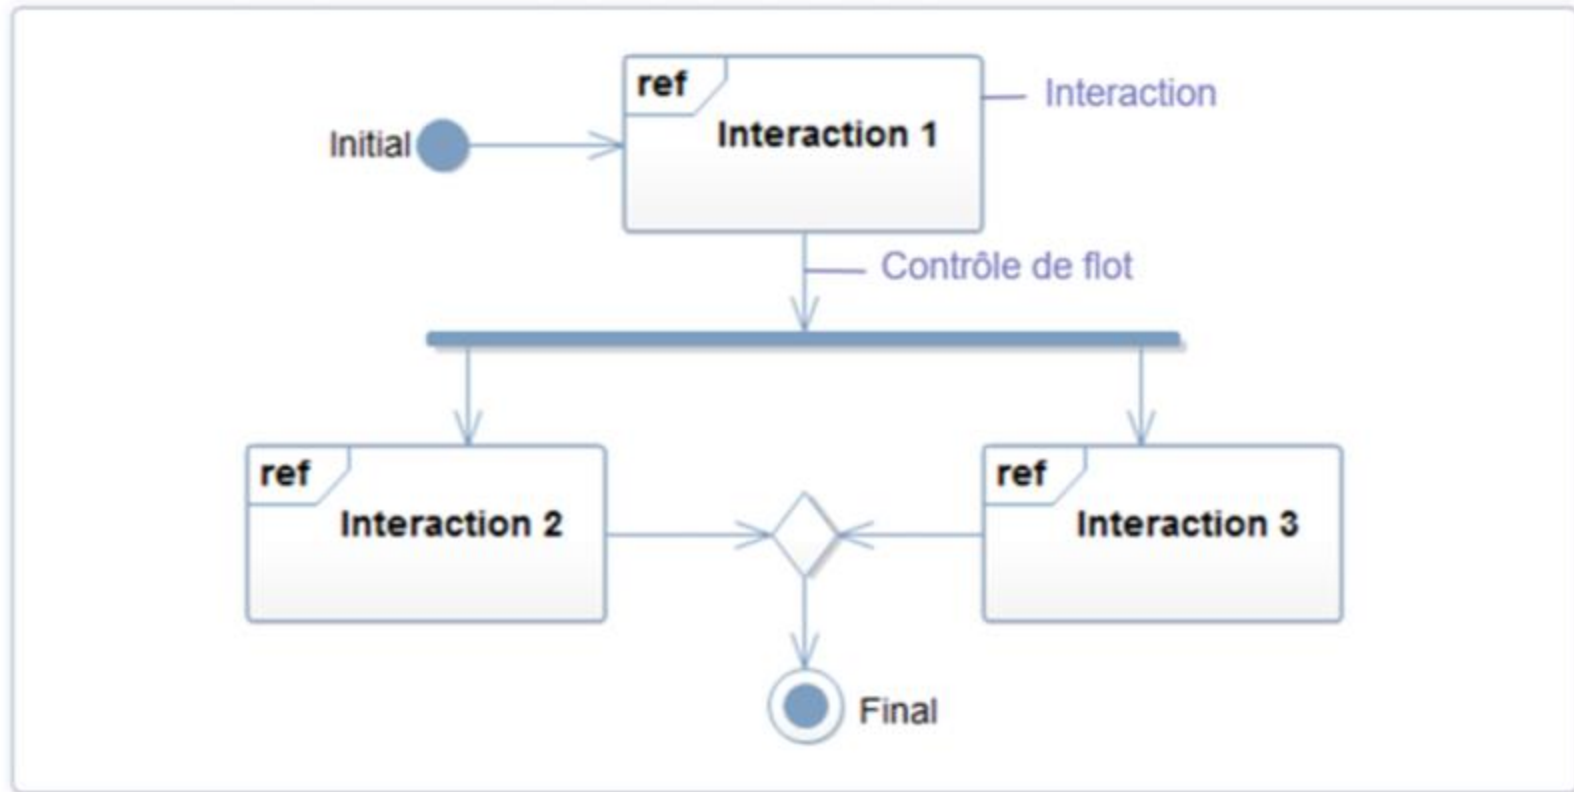 ref
Interaction 1
Interaction
Initial
Contrôle de flot
ref
Interaction 2
ref
Interaction 3
Final